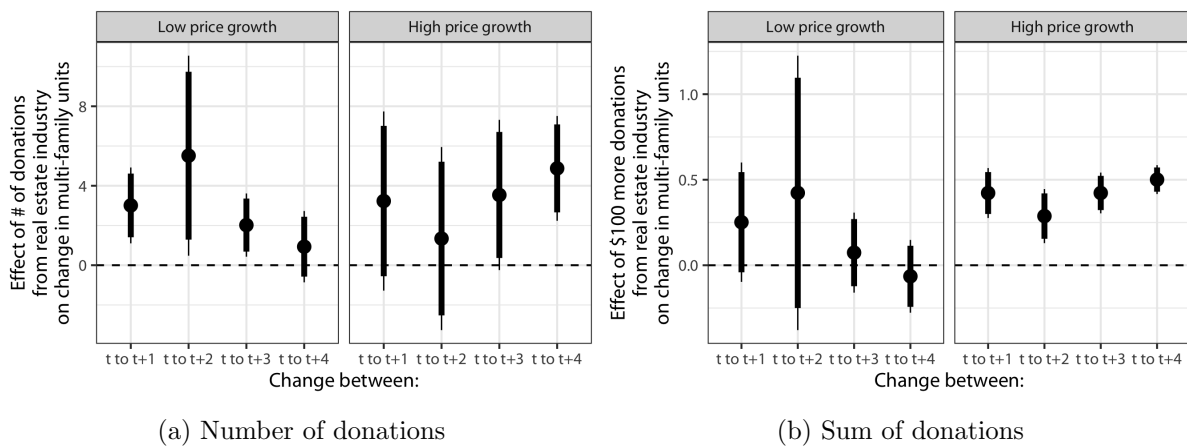 Low price growth
High price growth
Effect of # of donations
from real estate industry
on change in multi-family units
8
4
0
t to t+1 t to t+2 t to t+3 t to t+4
t to t+1 t to t+2 t to t+3 t to t+4
Change between:
(a) Number of donations
Low price growth
High price growth
Effect of $100 more donations
from real estate industry
on change in multi-family units
1.0
0.5
0.0
t to t+1 t to t+2 t to t+3 t to t+4
t to t+1 t to t+2 t to t+3 t to t+4
Change between:
(b) Sum of donations